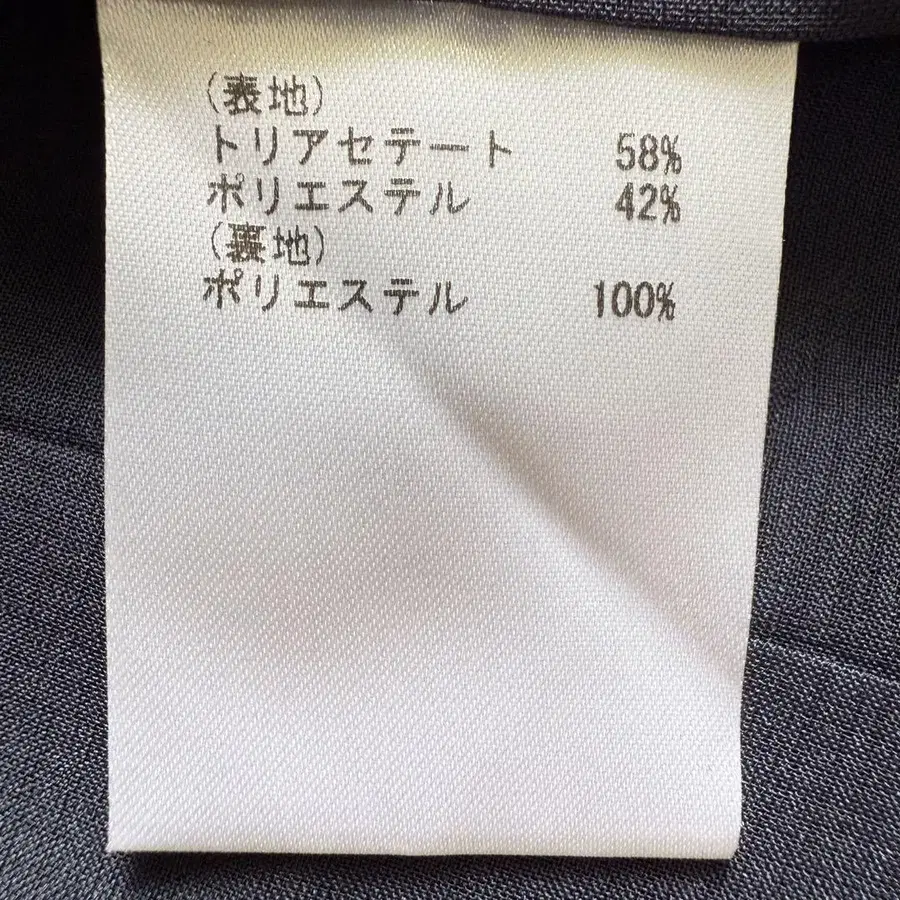 (表地)
トリアセテート 58%
ポリエステル 42%
(裏地)
ポリエステル 100%